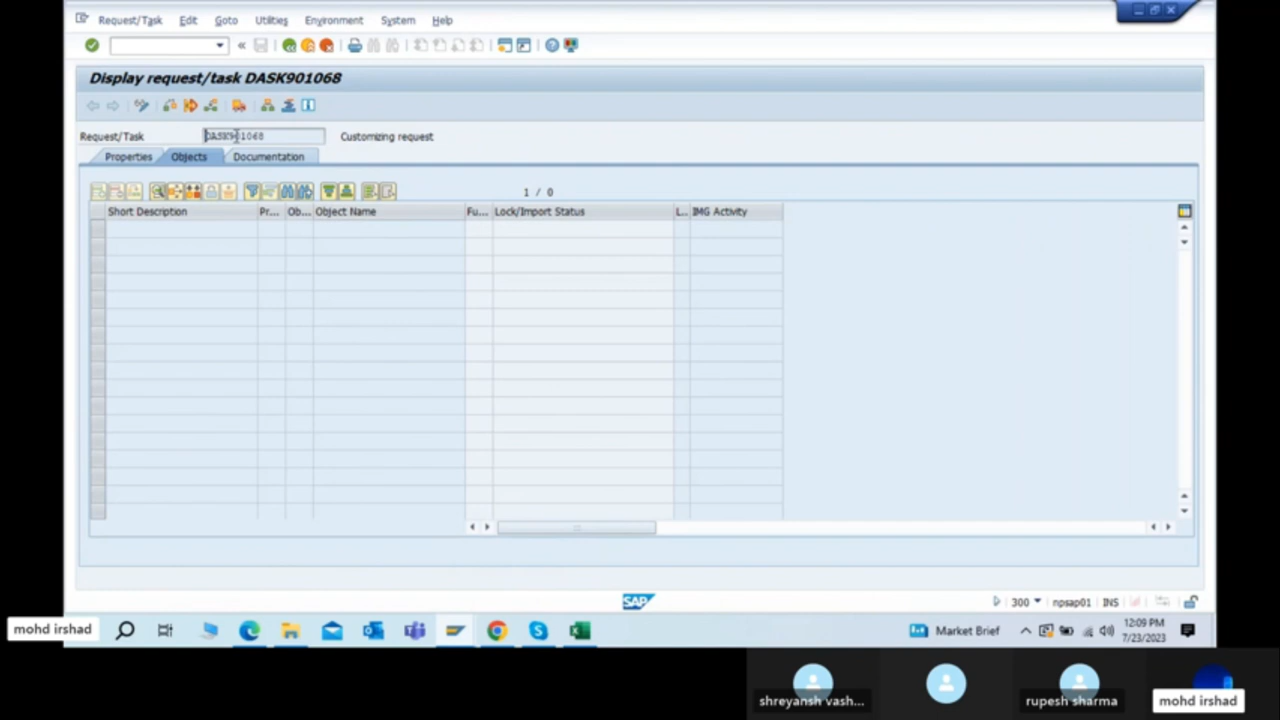 Request/Task Edit Goto Utilities Environment System Help
Display request/task DASK901068
Request/Task DASK901068 Customizing request
Properties Objects Documentation
1 / 0
Short Description Pr... Ob... Object Name Fu... Lock/Import Status L.. IMG Activity
SAP
300 npsap01 INS
mohd irshad
Market Brief
12:09 PM
7/23/2023
shreyansh vash...
rupesh sharma
mohd irshad